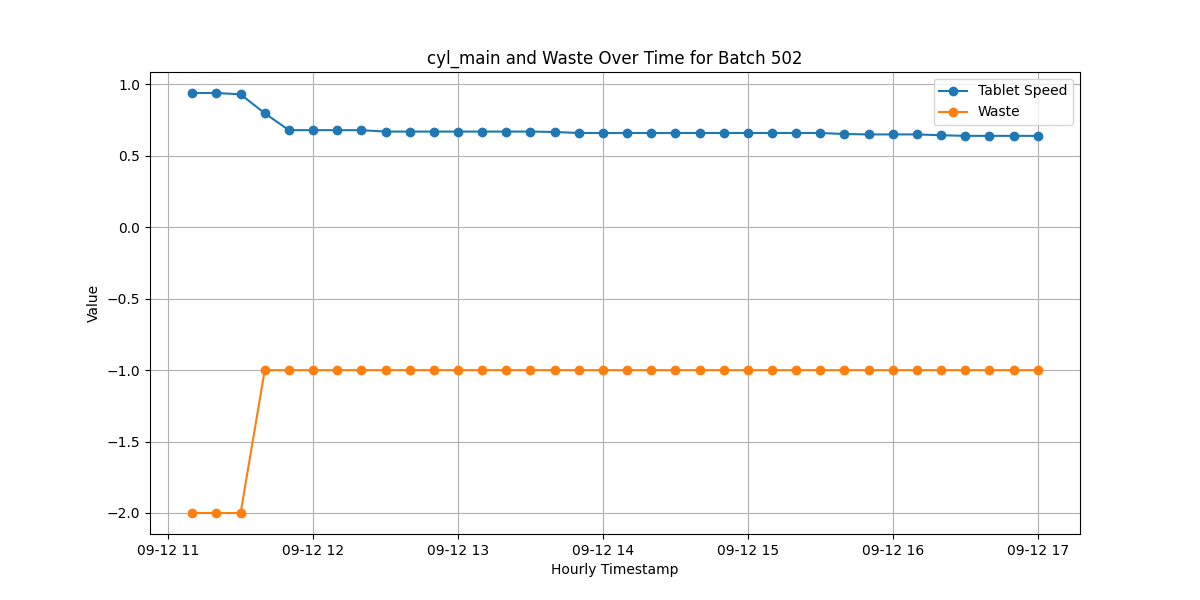 cyl_main and Waste Over Time for Batch 502
Tablet Speed
Waste
1.0
0.5
0.0
−0.5
−1.0
−1.5
−2.0
Value
09-12 11
09-12 12
09-12 13
09-12 14
09-12 15
09-12 16
09-12 17
Hourly Timestamp